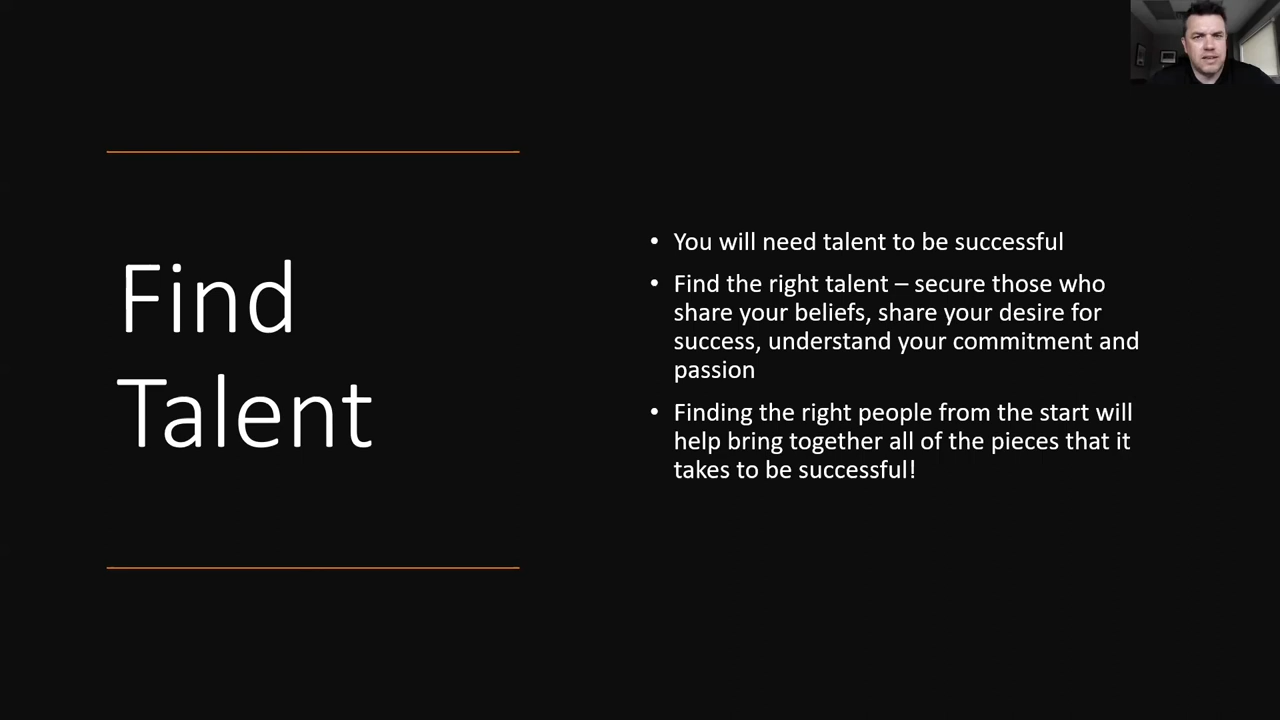 Find
Talent
• You will need talent to be successful
• Find the right talent – secure those who
share your beliefs, share your desire for
success, understand your commitment and
passion
• Finding the right people from the start will
help bring together all of the pieces that it
takes to be successful!